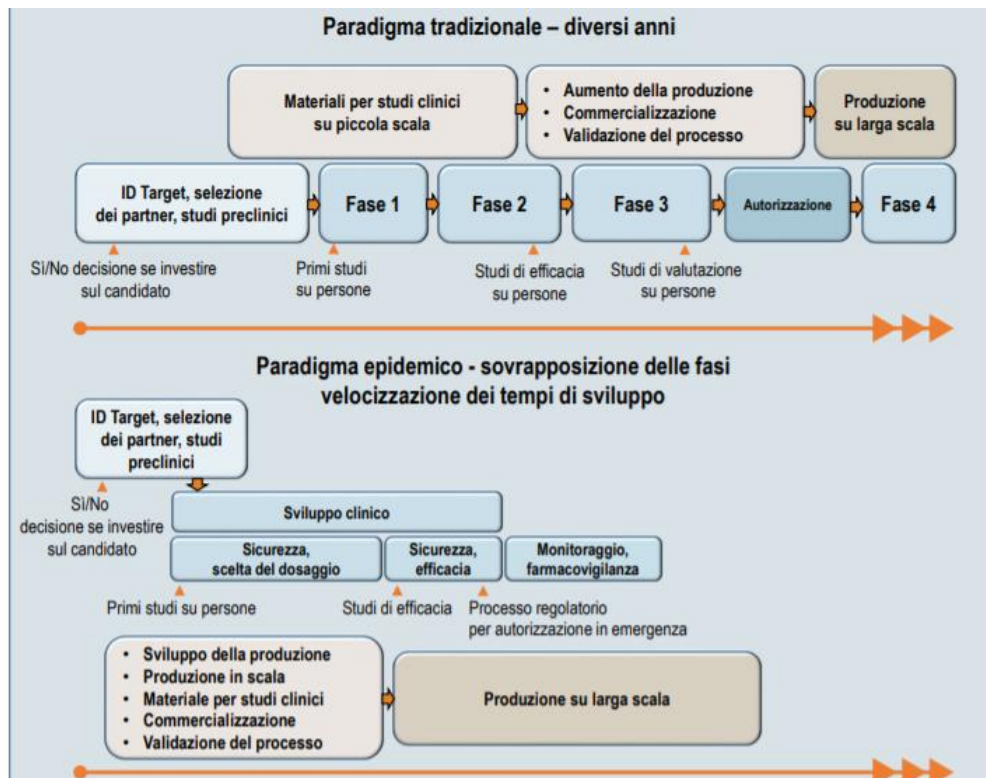 Paradigma tradizionale – diversi anni
Materiali per studi clinici
su piccola scala
• Aumento della produzione
• Commercializzazione
• Validazione del processo
Produzione
su larga scala
ID Target, selezione
dei partner, studi preclinici
Fase 1
Fase 2
Fase 3
Autorizzazione
Fase 4
Sì/No decisione se investire
sul candidato
Primi studi
su persone
Studi di efficacia
su persone
Studi di valutazione
su persone
Paradigma epidemico - sovrapposizione delle fasi
velocizzazione dei tempi di sviluppo
ID Target, selezione
dei partner, studi
preclinici
Sì/No
decisione se investire
sul candidato
Sviluppo clinico
Sicurezza,
scelta del dosaggio
Sicurezza,
efficacia
Monitoraggio,
farmacovigilanza
Primi studi su persone
Studi di efficacia
Processo regolatorio
per autorizzazione in emergenza
• Sviluppo della produzione
• Produzione in scala
• Materiale per studi clinici
• Commercializzazione
• Validazione del processo
Produzione su larga scala